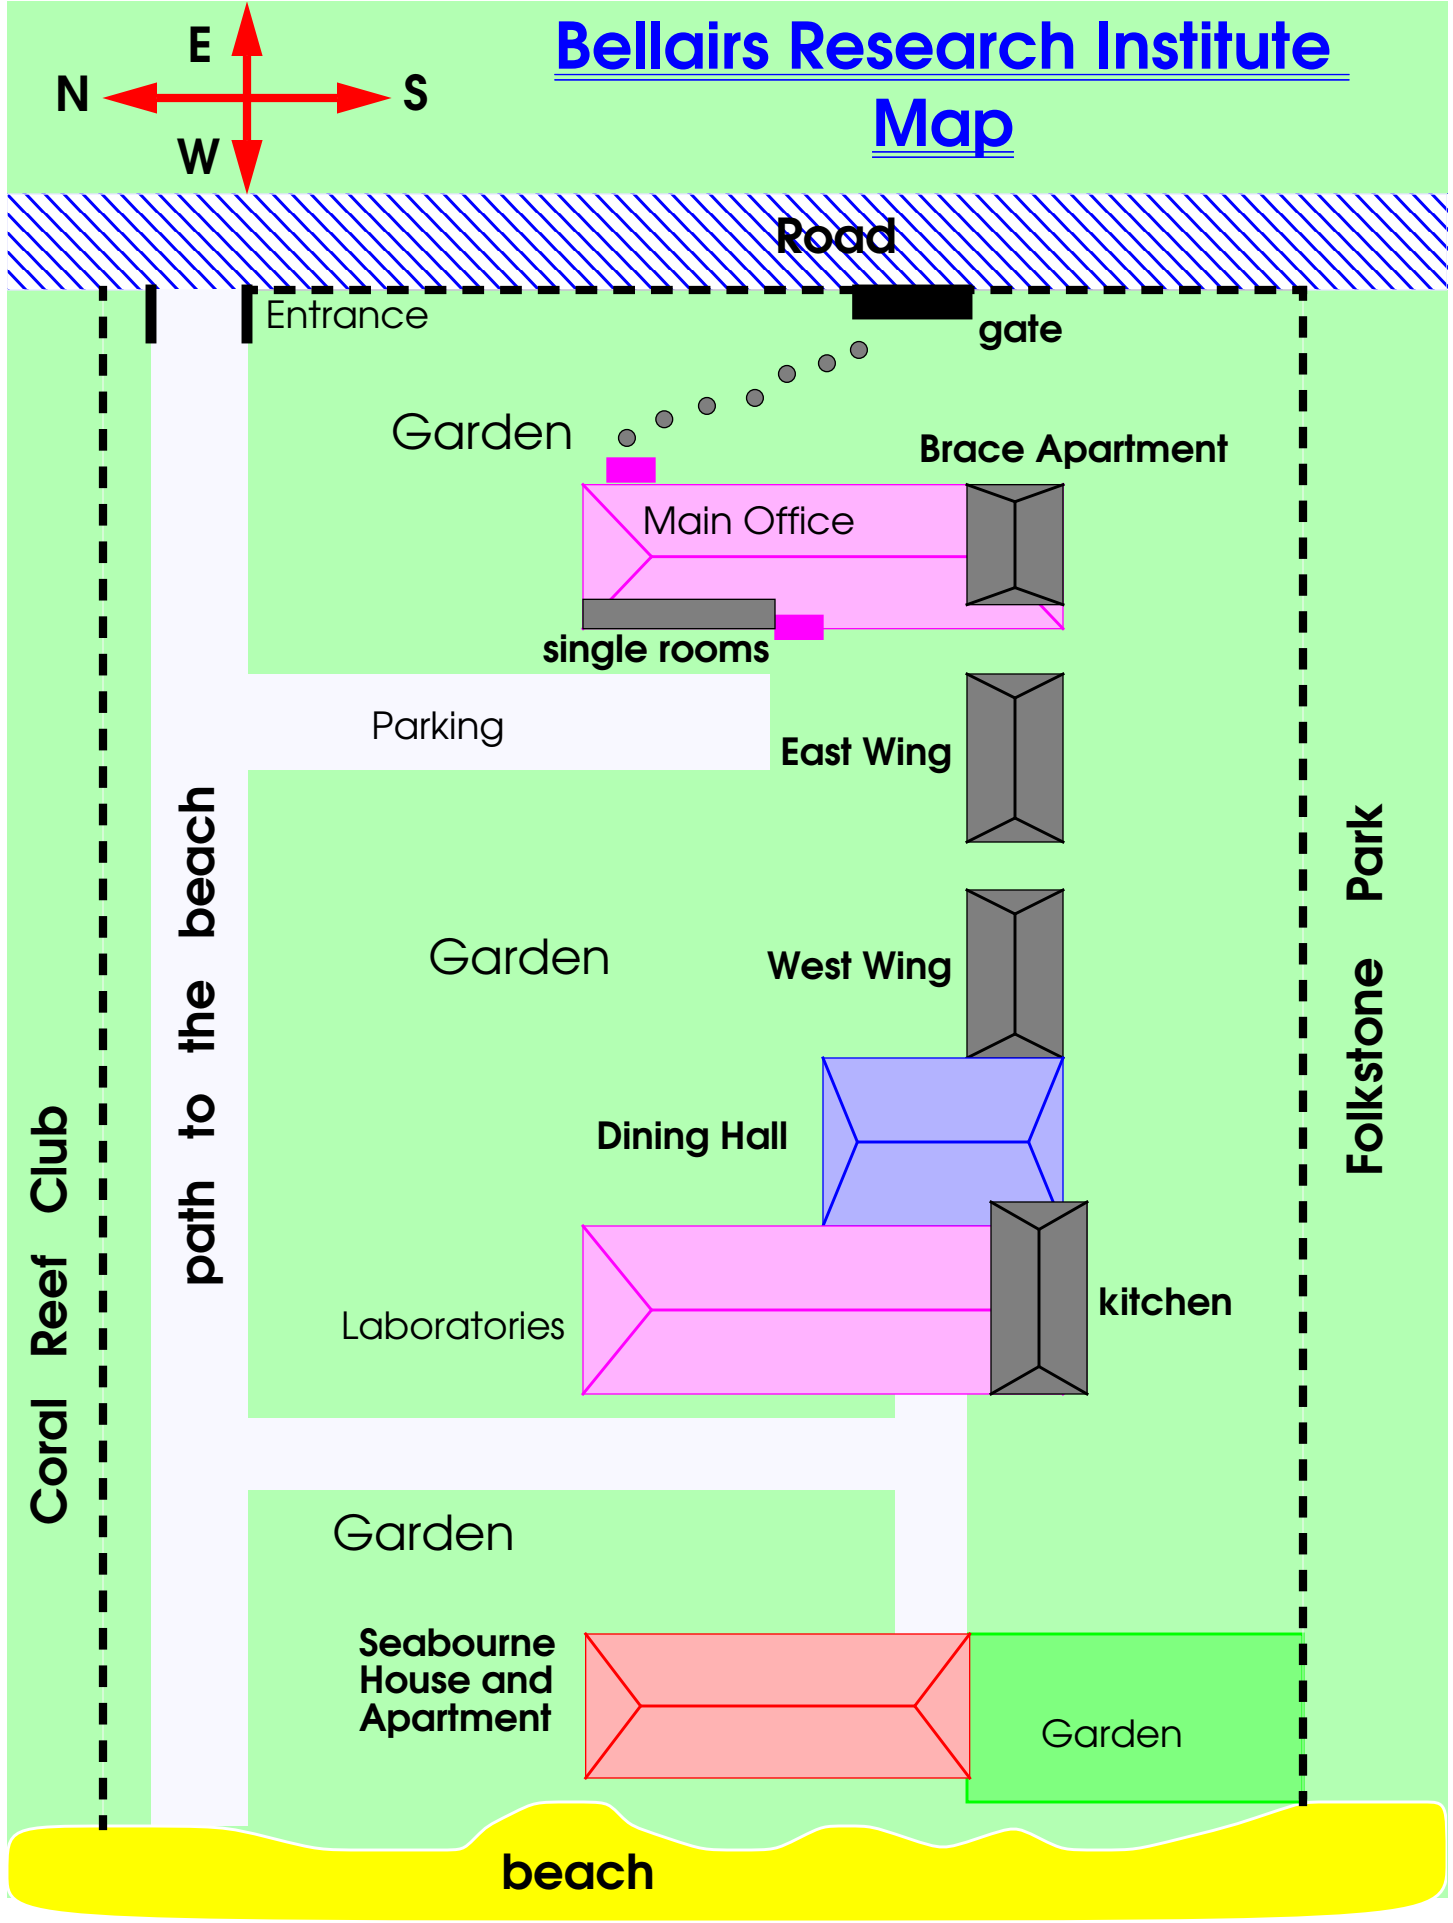 Bellairs Research Institute
Map
E
N
S
W
Road
Entrance
gate
Garden
Brace Apartment
Main Office
single rooms
Parking
East Wing
path to the beach
Folkstone Park
Garden
West Wing
Coral Reef Club
Dining Hall
kitchen
Laboratories
Garden
Seabourne
House and
Apartment
Garden
beach